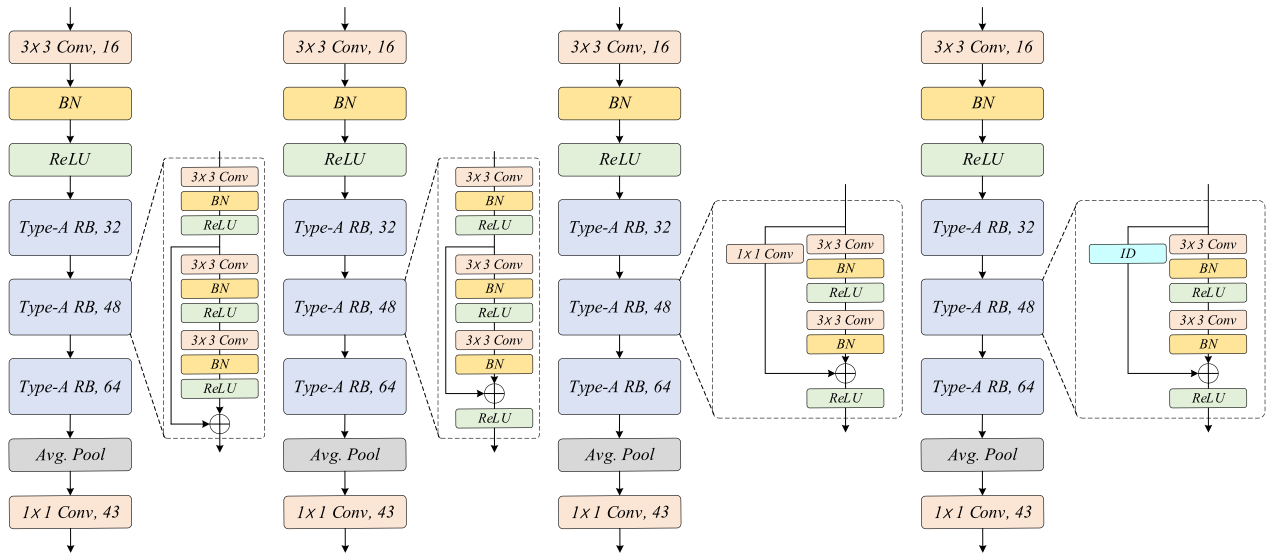 3×3 Conv, 16
BN
ReLU
Type-A RB, 32
Type-A RB, 48
Type-A RB, 64
Avg. Pool
1×1 Conv, 43
3×3 Conv
BN
ReLU
3×3 Conv
BN
ReLU
3×3 Conv
BN
ReLU
3×3 Conv, 16
BN
ReLU
Type-A RB, 32
Type-A RB, 48
Type-A RB, 64
Avg. Pool
1×1 Conv, 43
3×3 Conv
BN
ReLU
3×3 Conv
BN
ReLU
3×3 Conv
BN
ReLU
3×3 Conv, 16
BN
ReLU
Type-A RB, 32
Type-A RB, 48
Type-A RB, 64
Avg. Pool
1×1 Conv, 43
1×1 Conv
3×3 Conv
BN
ReLU
3×3 Conv
BN
ReLU
3×3 Conv, 16
BN
ReLU
Type-A RB, 32
Type-A RB, 48
Type-A RB, 64
Avg. Pool
1×1 Conv, 43
ID
3×3 Conv
BN
ReLU
3×3 Conv
BN
ReLU